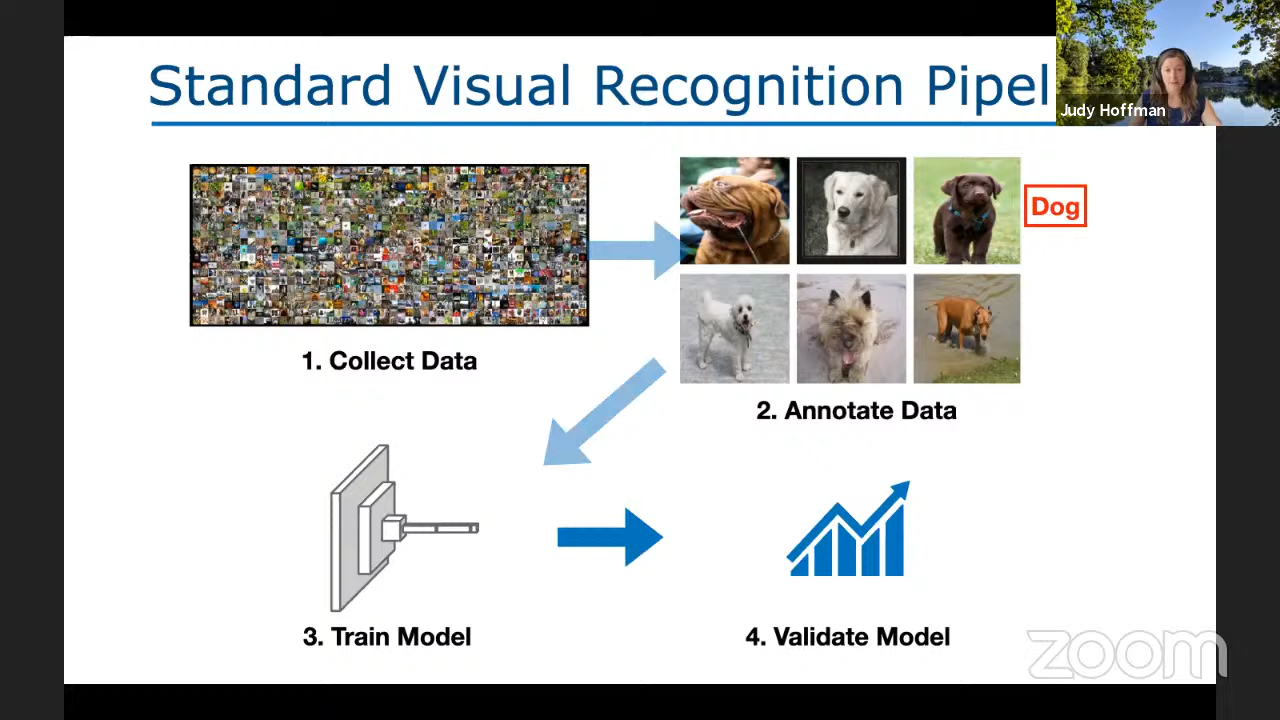 Standard Visual Recognition Pipel
Judy Hoffman
Dog
1. Collect Data
2. Annotate Data
3. Train Model
4. Validate Model
zoom